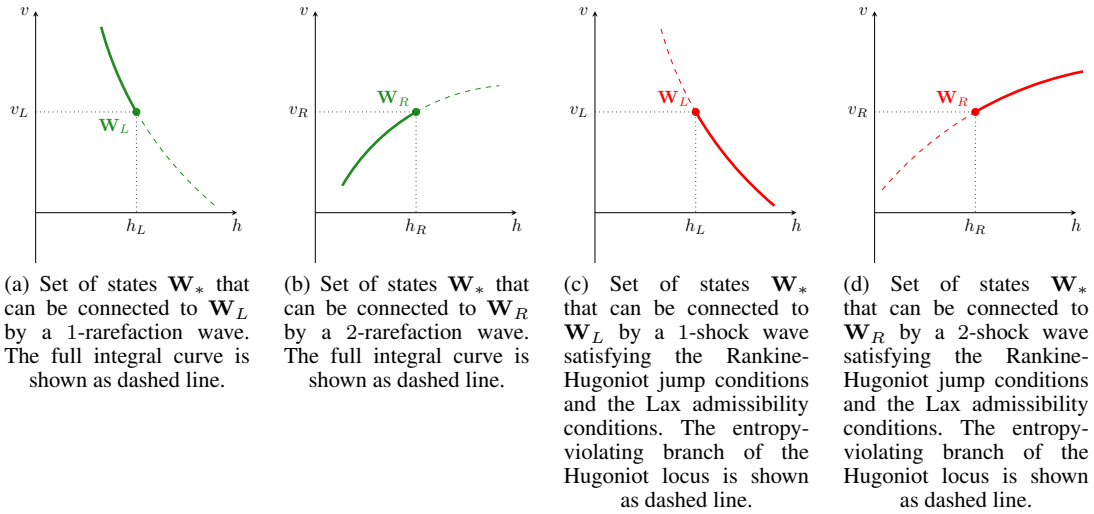 v
v_L
W_L
h_L
h
v
v_R
W_R
h_R
h
v
v_L
W_L
h_L
h
v
v_R
W_R
h_R
h
(a) Set of states W∗ that
can be connected to W_L
by a 1-rarefaction wave.
The full integral curve is
shown as dashed line.
(b) Set of states W∗ that
can be connected to W_R
by a 2-rarefaction wave.
The full integral curve is
shown as dashed line.
(c) Set of states W∗
that can be connected to
W_L by a 1-shock wave
satisfying the Rankine-
Hugoniot jump conditions
and the Lax admissibility
conditions. The entropy-
violating branch of the
Hugoniot locus is shown
as dashed line.
(d) Set of states W∗
that can be connected to
W_R by a 2-shock wave
satisfying the Rankine-
Hugoniot jump conditions
and the Lax admissibility
conditions. The entropy-
violating branch of the
Hugoniot locus is shown
as dashed line.